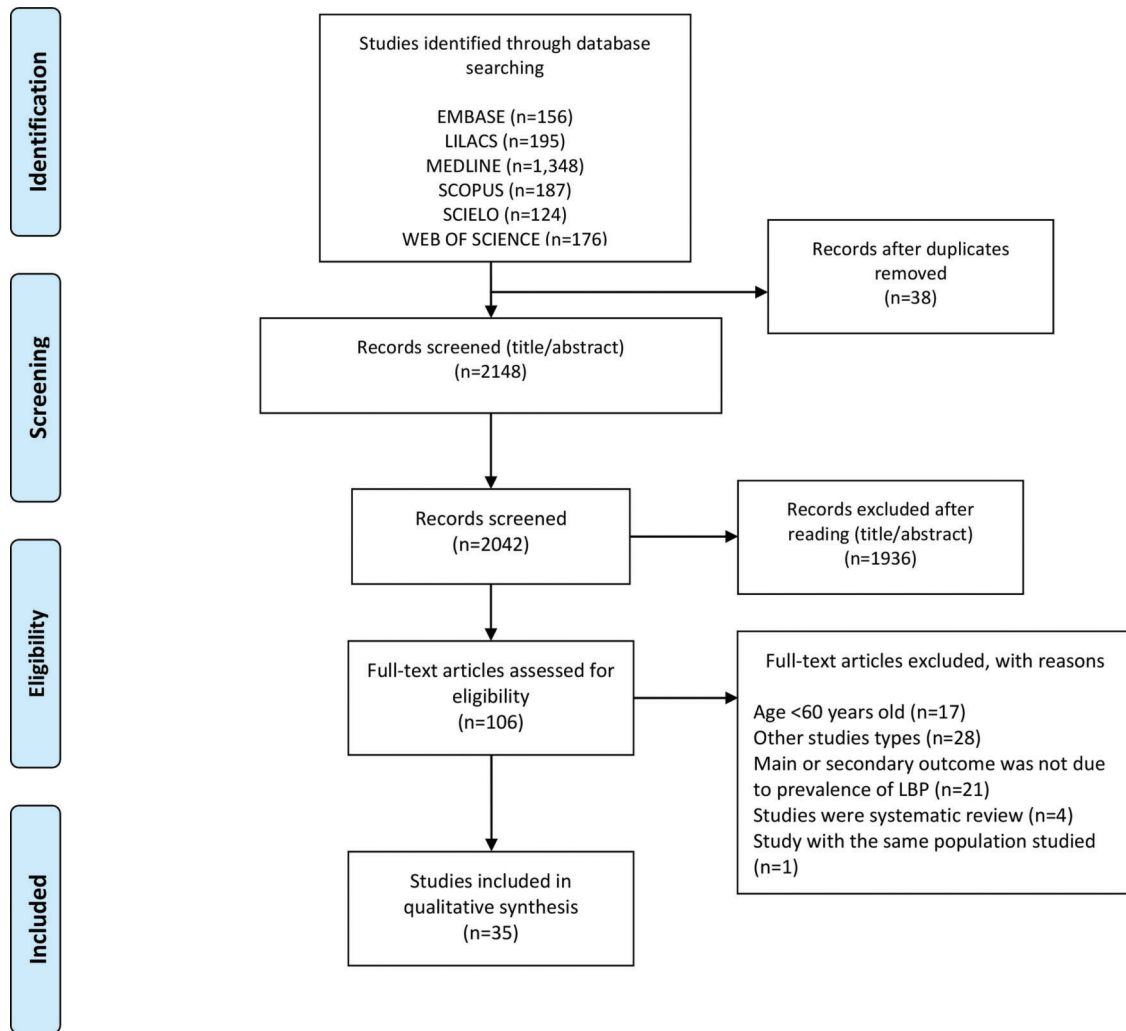 Identification
Studies identified through database
searching
EMBASE (n=156)
LILACS (n=195)
MEDLINE (n=1,348)
SCOPUS (n=187)
SCIELO (n=124)
WEB OF SCIENCE (n=176)
Records after duplicates
removed
(n=38)
Screening
Records screened (title/abstract)
(n=2148)
Records screened
(n=2042)
Records excluded after
reading (title/abstract)
(n=1936)
Eligibility
Full-text articles assessed for
eligibility
(n=106)
Full-text articles excluded, with reasons
Age <60 years old (n=17)
Other studies types (n=28)
Main or secondary outcome was not due
to prevalence of LBP (n=21)
Studies were systematic review (n=4)
Study with the same population studied
(n=1)
Included
Studies included in
qualitative synthesis
(n=35)